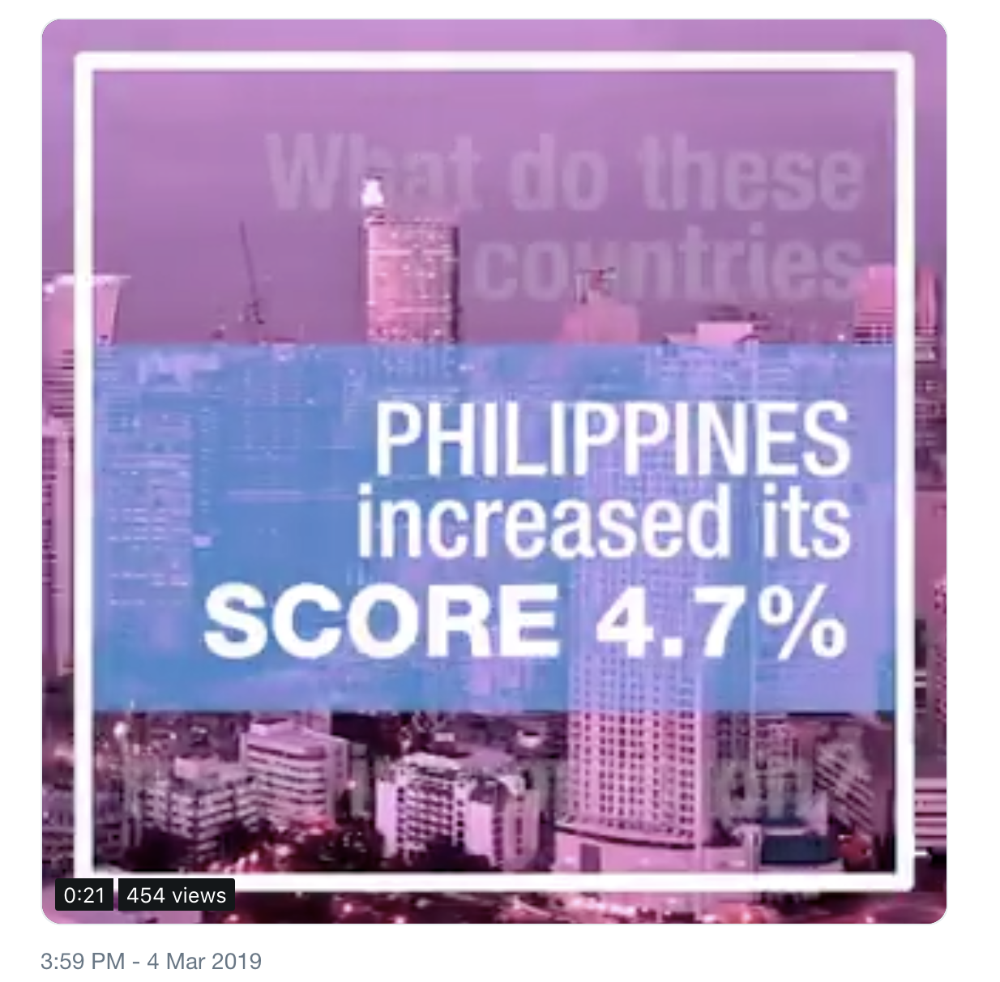 What do these
countries
PHILIPPINES
increased its
SCORE 4.7%
0:21 454 views
3:59 PM - 4 Mar 2019